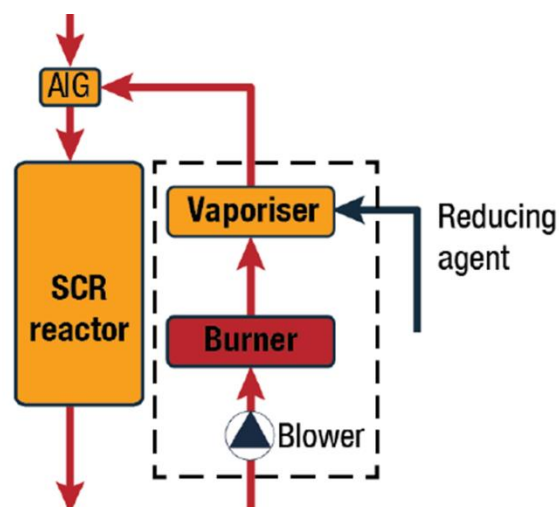 AIG
Vaporiser
Reducing
agent
SCR
reactor
Burner
Blower